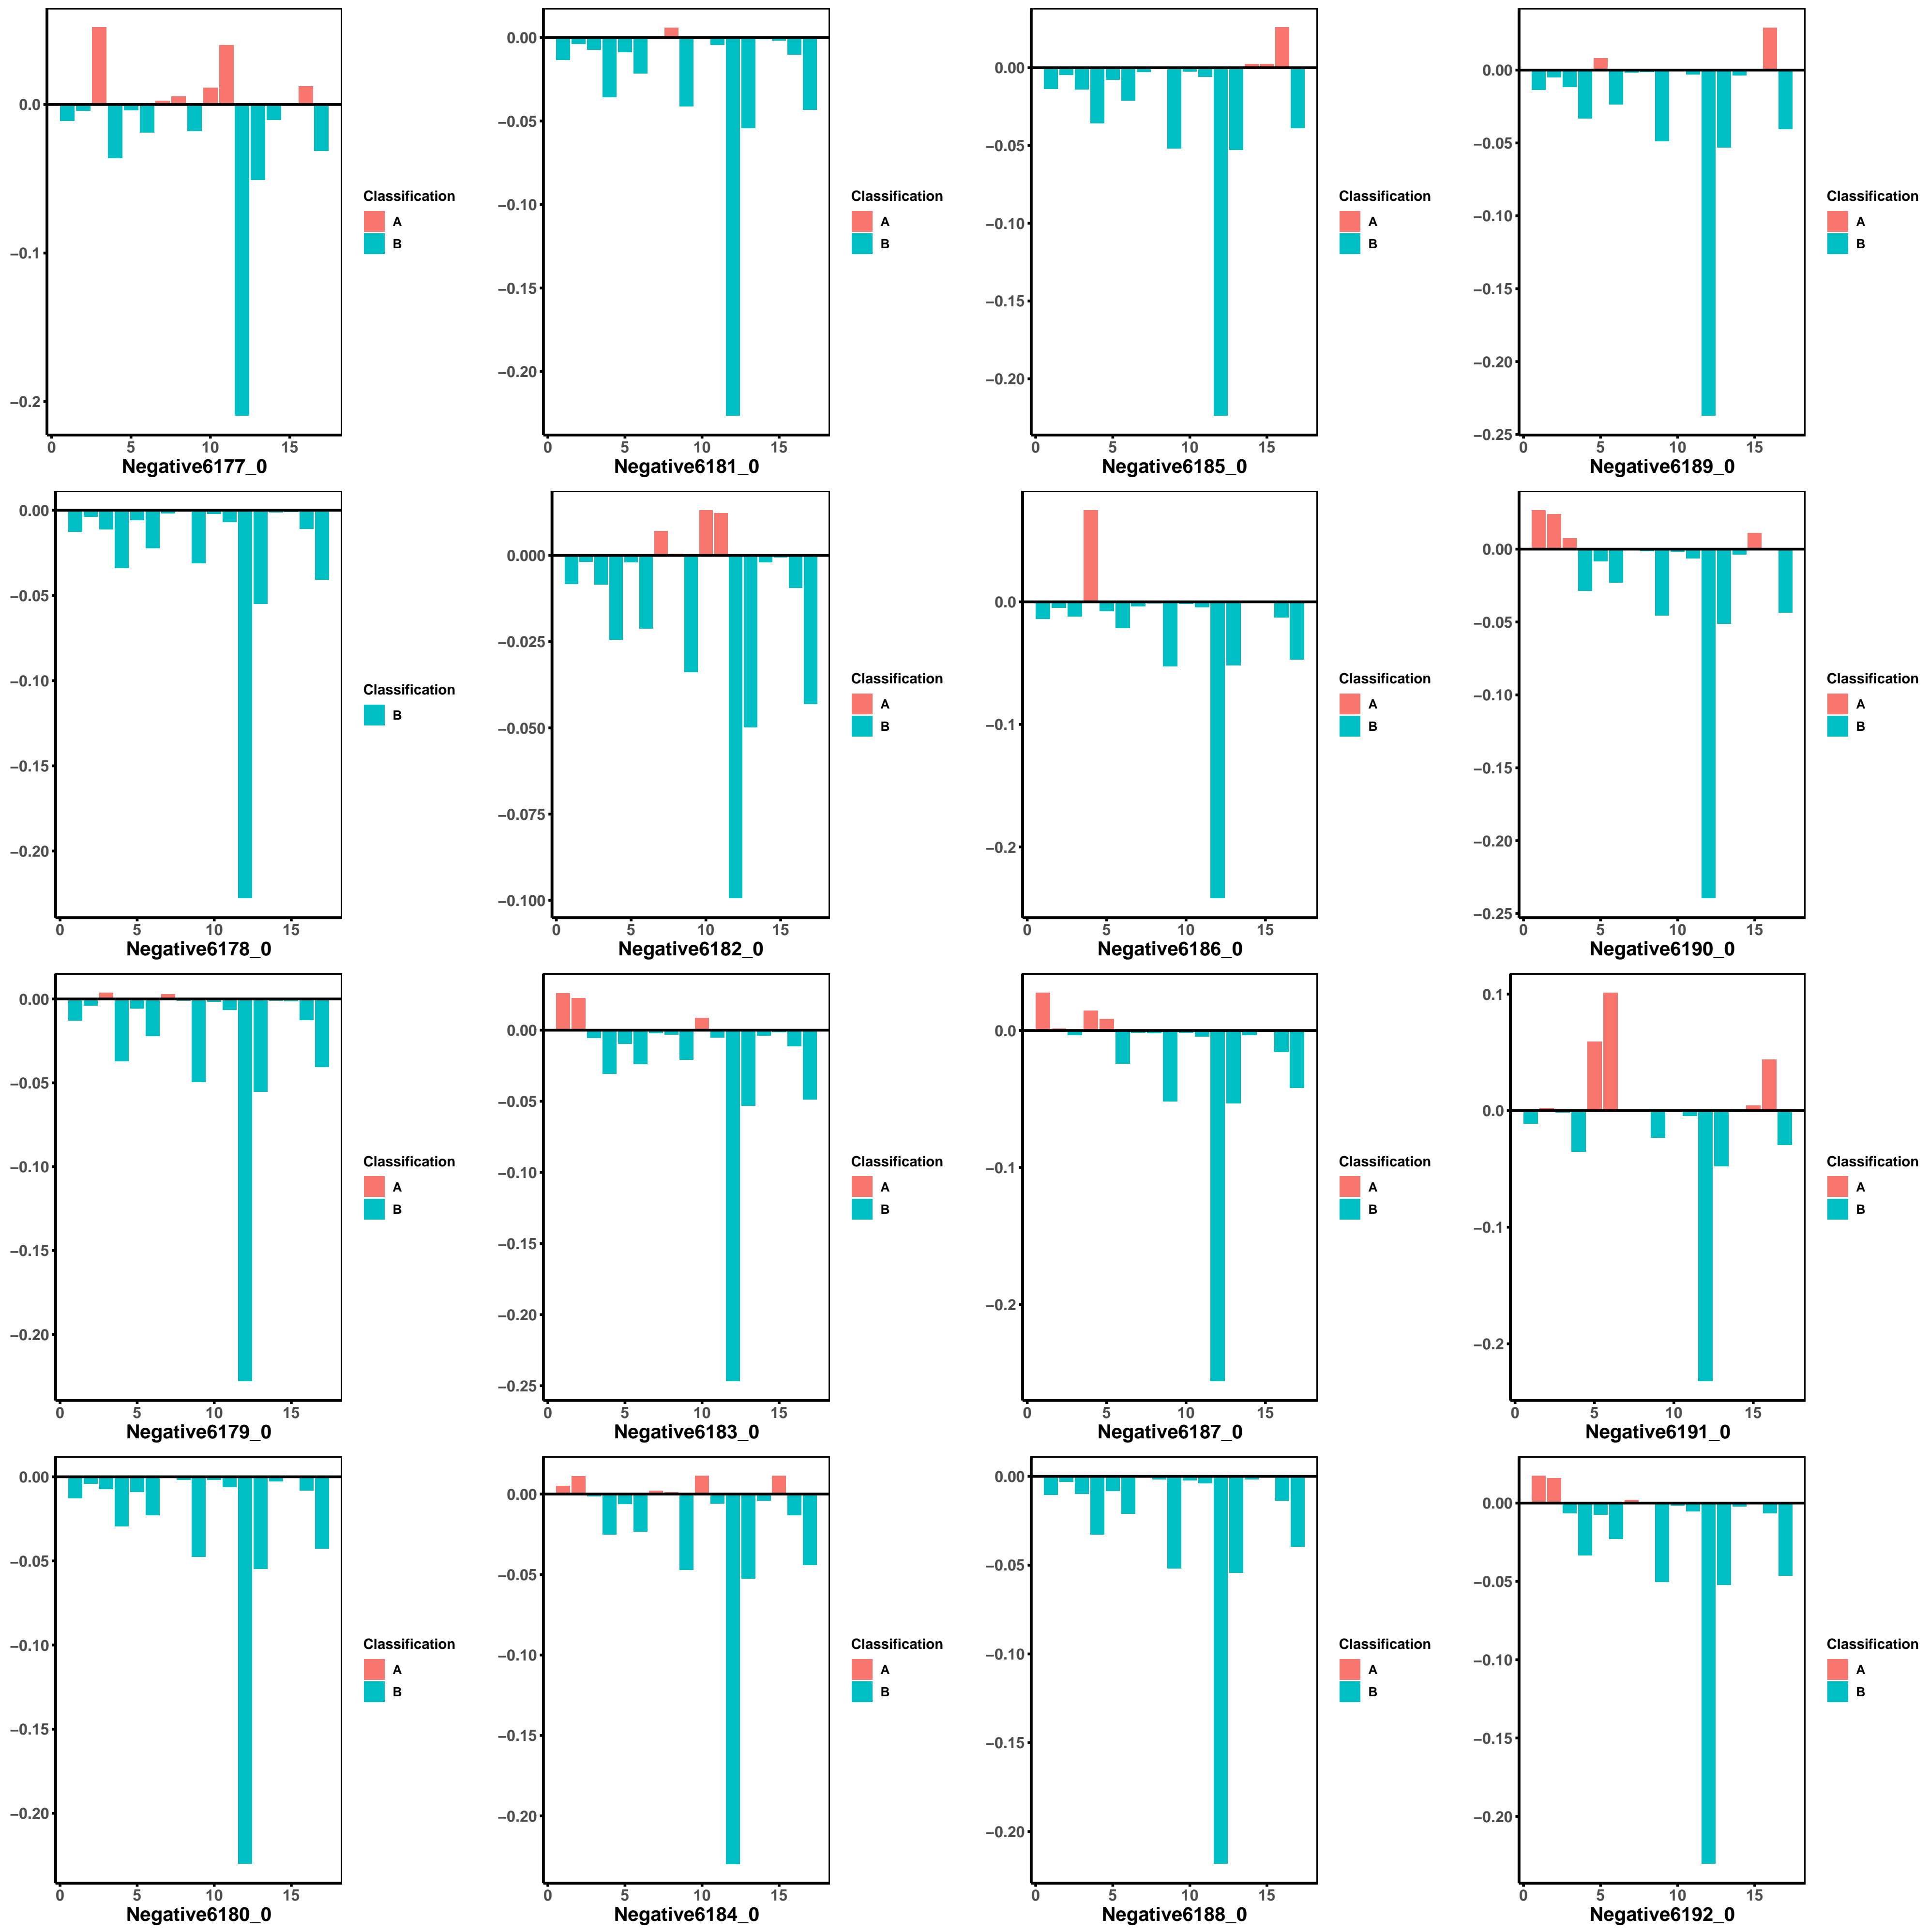 0.0
−0.1
−0.2
0 5 10 15
Negative6177_0
Classification
A
B
0.00
−0.05
−0.10
−0.15
−0.20
0 5 10 15
Negative6181_0
Classification
A
B
0.00
−0.05
−0.10
−0.15
−0.20
0 5 10 15
Negative6185_0
Classification
A
B
0.00
−0.05
−0.10
−0.15
−0.20
−0.25
0 5 10 15
Negative6189_0
Classification
A
B
0.00
−0.05
−0.10
−0.15
−0.20
0 5 10 15
Negative6178_0
Classification
B
0.000
−0.025
−0.050
−0.075
−0.100
0 5 10 15
Negative6182_0
Classification
A
B
0.0
−0.1
−0.2
0 5 10 15
Negative6186_0
Classification
A
B
0.00
−0.05
−0.10
−0.15
−0.20
−0.25
0 5 10 15
Negative6190_0
Classification
A
B
0.00
−0.05
−0.10
−0.15
−0.20
0 5 10 15
Negative6179_0
Classification
A
B
0.00
−0.05
−0.10
−0.15
−0.20
−0.25
0 5 10 15
Negative6183_0
Classification
A
B
0.0
−0.1
−0.2
0 5 10 15
Negative6187_0
Classification
A
B
0.1
0.0
−0.1
−0.2
0 5 10 15
Negative6191_0
Classification
A
B
0.00
−0.05
−0.10
−0.15
−0.20
0 5 10 15
Negative6180_0
Classification
A
B
0.00
−0.05
−0.10
−0.15
−0.20
0 5 10 15
Negative6184_0
Classification
A
B
0.00
−0.05
−0.10
−0.15
−0.20
0 5 10 15
Negative6188_0
Classification
A
B
0.00
−0.05
−0.10
−0.15
−0.20
0 5 10 15
Negative6192_0
Classification
A
B